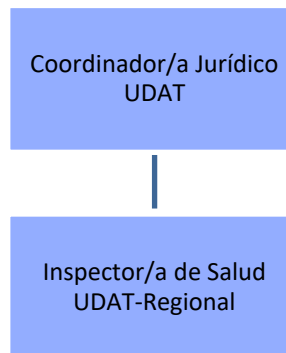 Coordinador/a Jurídico
UDAT
Inspector/a de Salud
UDAT-Regional